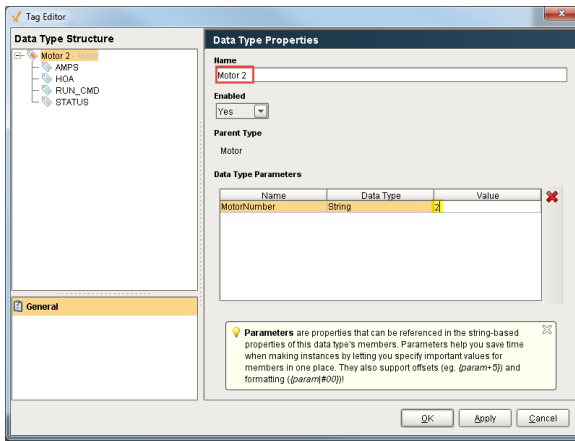 Tag Editor
Data Type Structure
Motor 2 - Motor
AMPS
HOA
RUN_CMD
STATUS
General
Data Type Properties
Name
Motor 2
Enabled
Yes
Parent Type
Motor
Data Type Parameters
Name Data Type Value
MotorNumber String 2
Parameters are properties that can be referenced in the string-based
properties of this data type's members. Parameters help you save time
when making instances by letting you specify important values for
members in one place. They also support offsets (eg. {param+5}) and
formatting ({param|#00})!
OK Apply Cancel